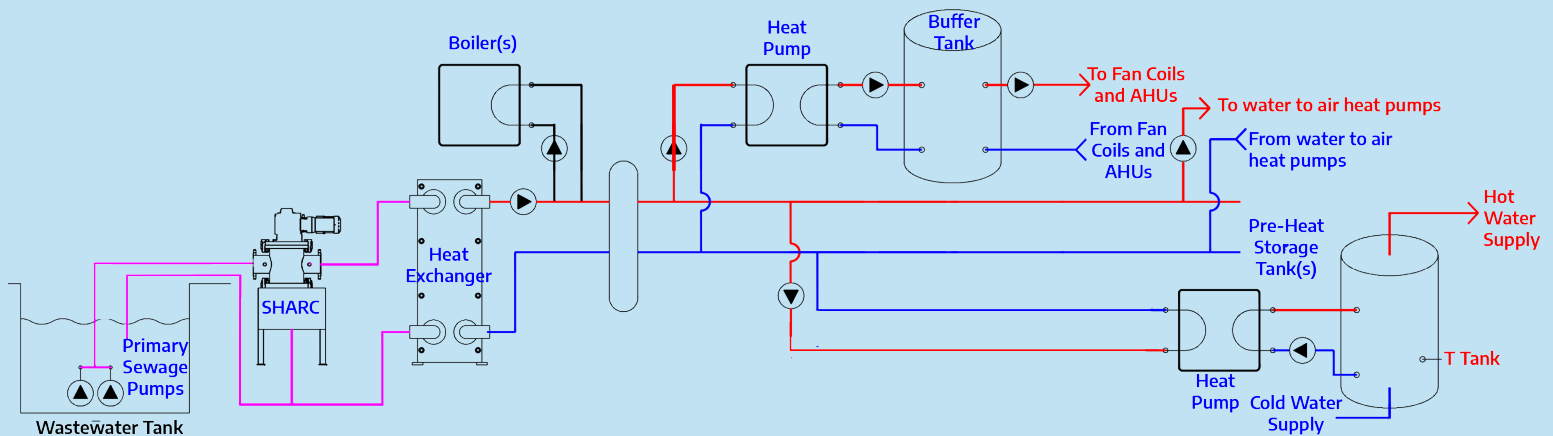 Boiler(s)
Heat
Pump
Buffer
Tank
To Fan Coils
and AHUs
To water to air heat pumps
From Fan
Coils and
AHUs
From water to air
heat pumps
Hot
Water
Supply
Pre-Heat
Storage
Tank(s)
Heat
Exchanger
SHARC
Primary
Sewage
Pumps
T Tank
Heat
Pump
Cold Water
Supply
Wastewater Tank